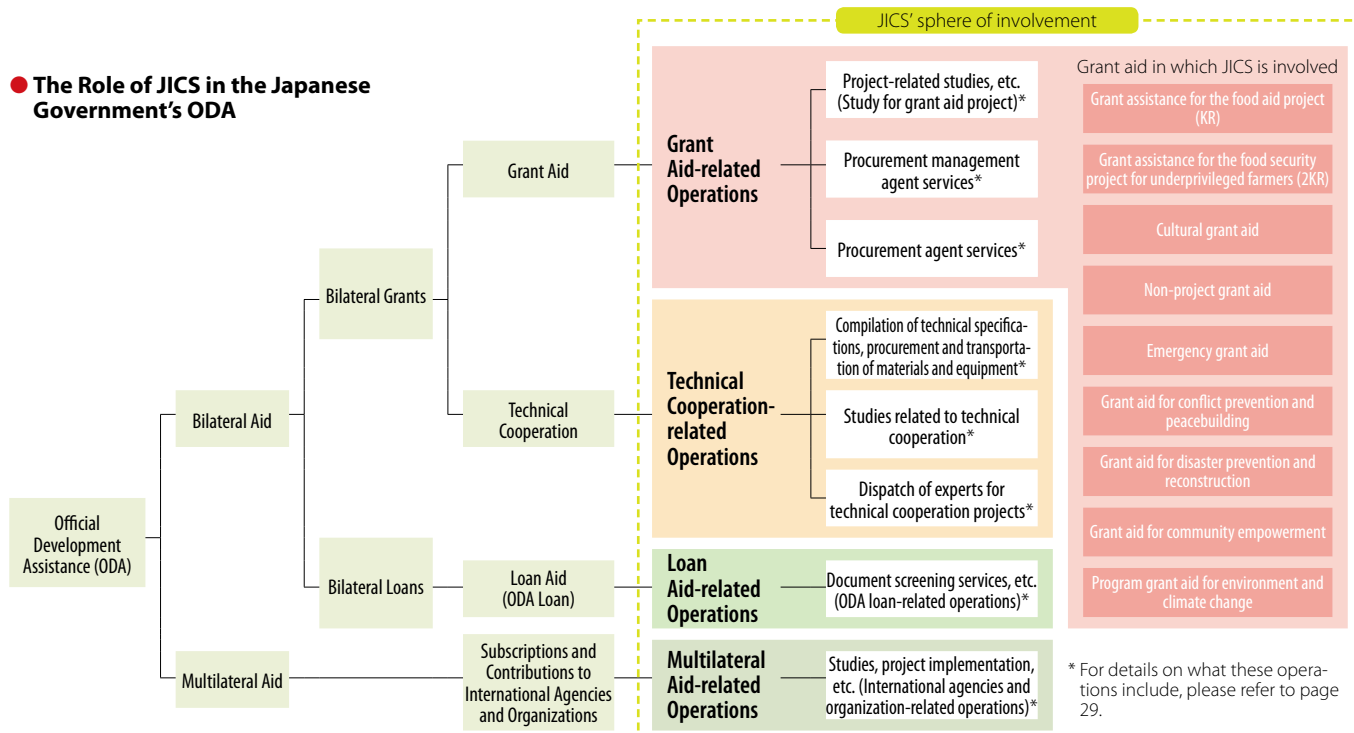 JICS’ sphere of involvement
● The Role of JICS in the Japanese
Government’s ODA
Official
Development
Assistance (ODA)
Bilateral Aid
Multilateral Aid
Bilateral Grants
Bilateral Loans
Grant Aid
Technical
Cooperation
Loan Aid
(ODA Loan)
Subscriptions and
Contributions to
International Agencies
and Organizations
Grant
Aid-related
Operations
Project-related studies, etc.
(Study for grant aid project)*
Procurement management
agent services*
Procurement agent services*
Technical
Cooperation-
related
Operations
Compilation of technical specifica-
tions, procurement and transporta-
tion of materials and equipment*
Studies related to technical
cooperation*
Dispatch of experts for
technical cooperation projects*
Loan
Aid-related
Operations
Document screening services, etc.
(ODA loan-related operations)*
Multilateral
Aid-related
Operations
Studies, project implementation,
etc. (International agencies and
organization-related operations)*
Grant aid in which JICS is involved
Grant assistance for the food aid project
(KR)
Grant assistance for the food security
project for underprivileged farmers (2KR)
Cultural grant aid
Non-project grant aid
Emergency grant aid
Grant aid for conflict prevention and
peacebuilding
Grant aid for disaster prevention and
reconstruction
Grant aid for community empowerment
Program grant aid for environment and
climate change
* For details on what these opera-
tions include, please refer to page
29.